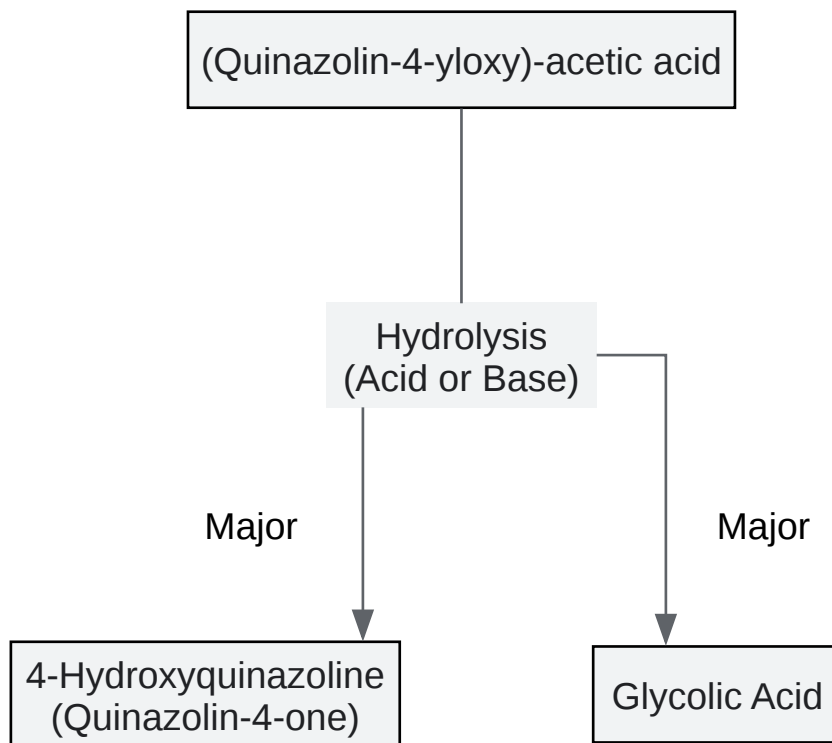 (Quinazolin-4-yloxy)-acetic acid
Hydrolysis
(Acid or Base)
Major
Major
4-Hydroxyquinazoline
(Quinazolin-4-one)
Glycolic Acid